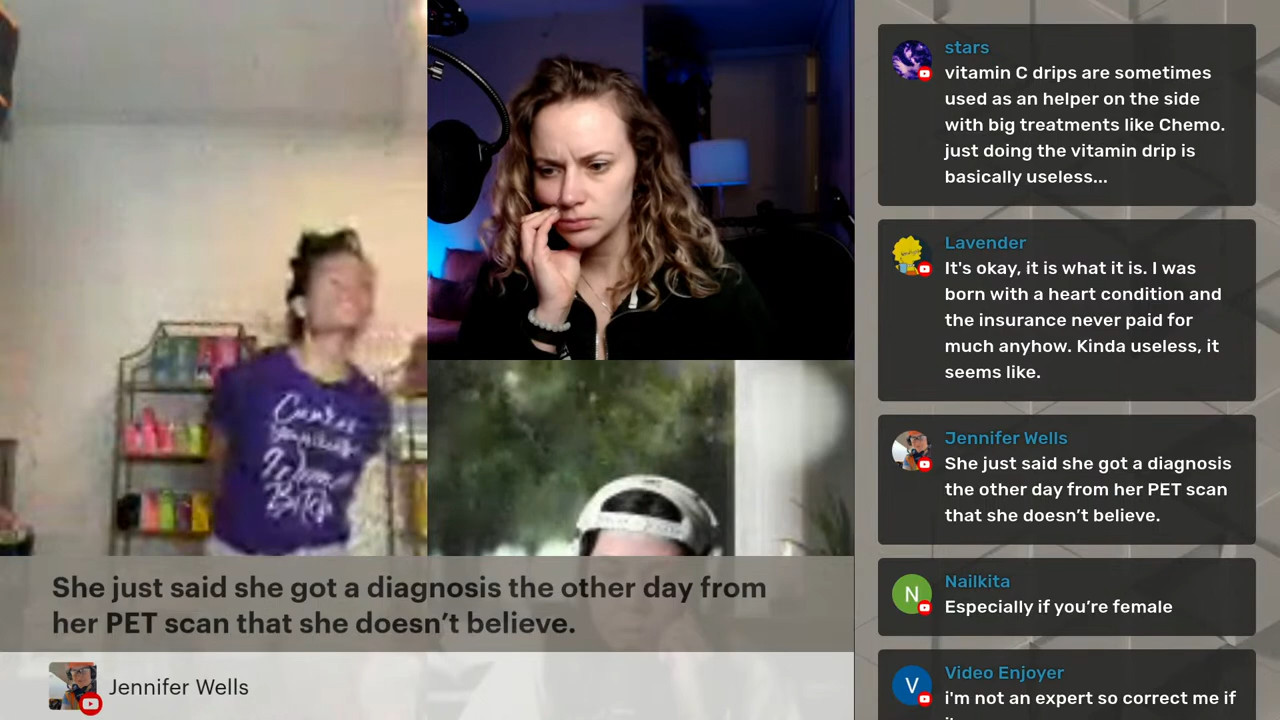 stars
vitamin C drips are sometimes
used as an helper on the side
with big treatments like Chemo.
just doing the vitamin drip is
basically useless...
Lavender
It's okay, it is what it is. I was
born with a heart condition and
the insurance never paid for
much anyhow. Kinda useless, it
seems like.
Jennifer Wells
She just said she got a diagnosis
the other day from her PET scan
that she doesn’t believe.
N
Nailkita
Especially if you’re female
V
Video Enjoyer
i'm not an expert so correct me if
She just said she got a diagnosis the other day from
her PET scan that she doesn’t believe.
Jennifer Wells